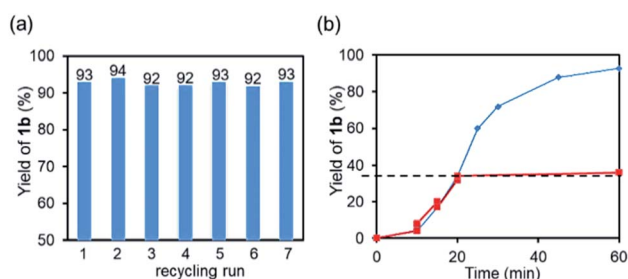 (a)
Yield of 1b (%)
100
90
80
70
60
50
93 94 92 92 93 92 93
1 2 3 4 5 6 7
recycling run
(b)
Yield of 1b (%)
100
80
60
40
20
0
0 20 40 60
Time (min)